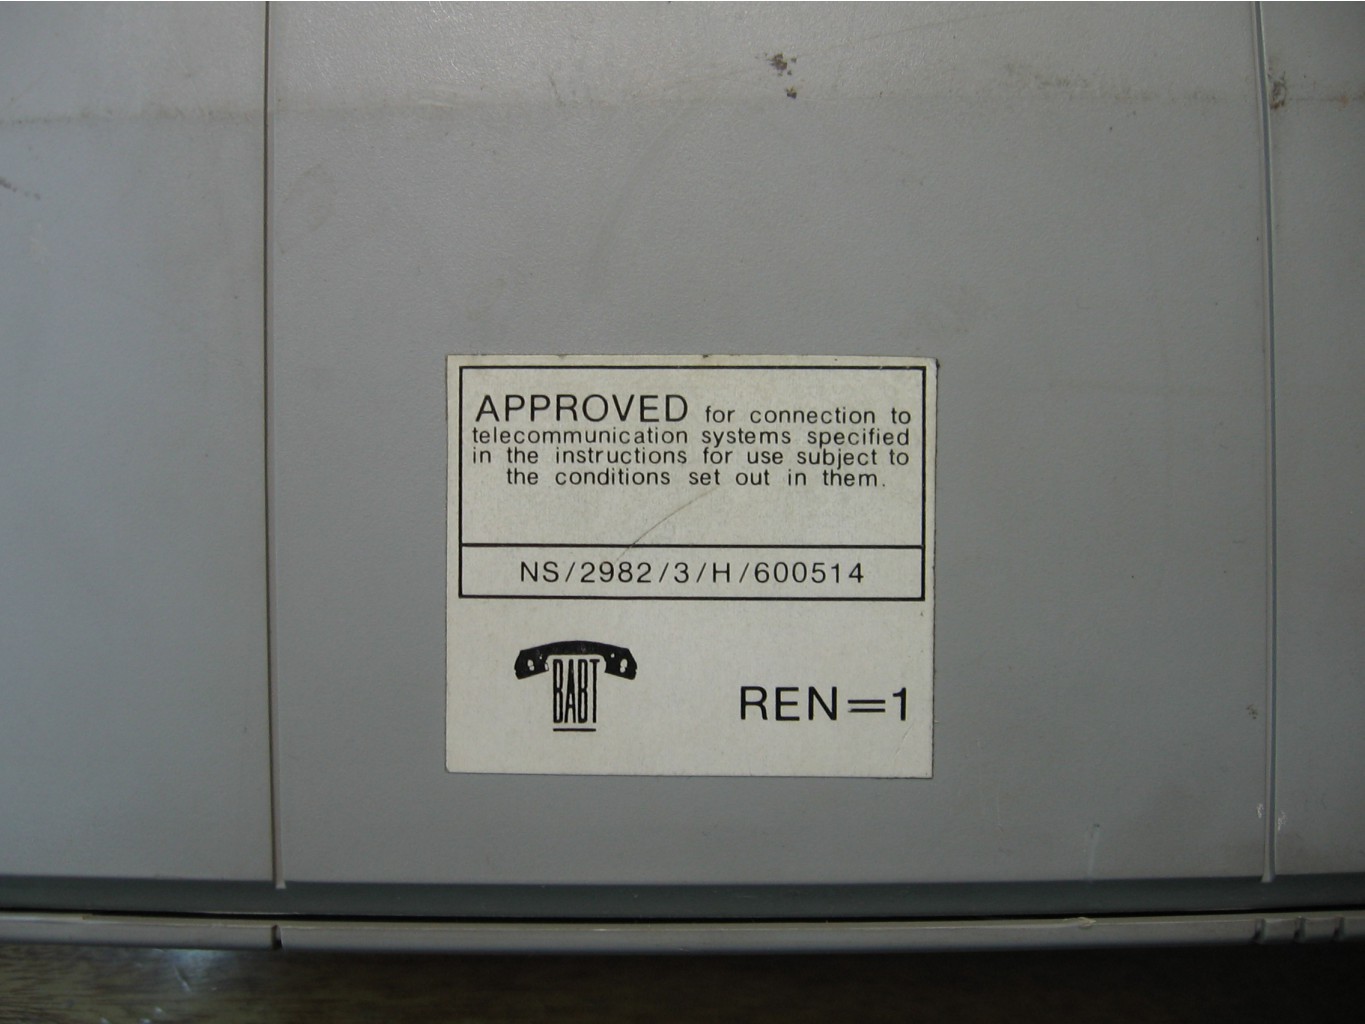 APPROVED for connection to
telecommunication systems specified
in the instructions for use subject to
the conditions set out in them.
NS/2982/3/H/600514
BABT
REN=1